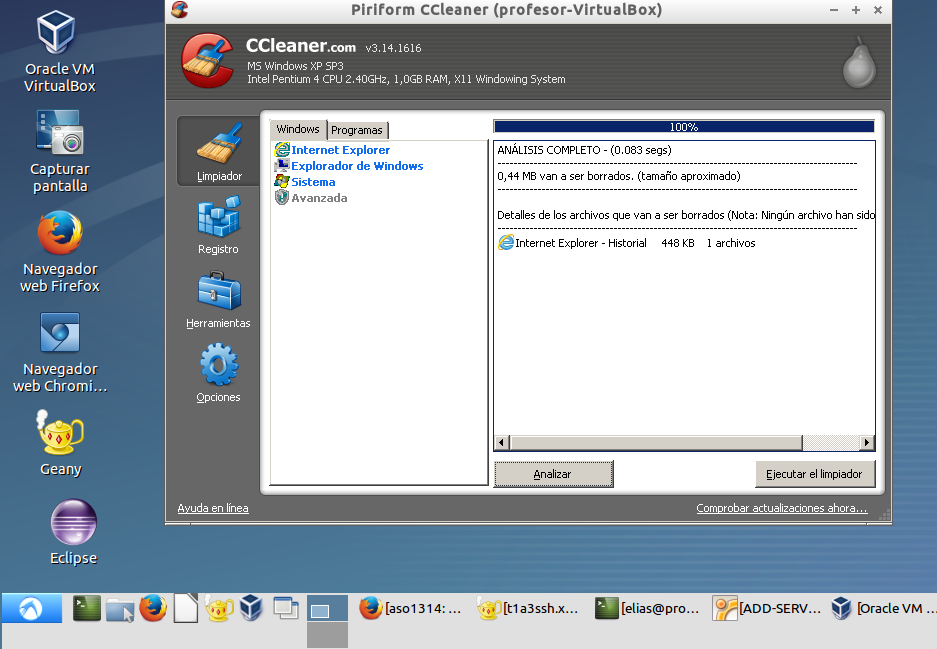 Piriform CCleaner (profesor-VirtualBox)
CCleaner.com v3.14.1616
MS Windows XP SP3
Intel Pentium 4 CPU 2.40GHz, 1,0GB RAM, X11 Windowing System
Oracle VM
VirtualBox
Capturar
pantalla
Navegador
web Firefox
Navegador
web Chromi...
Geany
Eclipse
Limpiador
Registro
Herramientas
Opciones
Windows
Programas
Internet Explorer
Explorador de Windows
Sistema
Avanzada
100%
ANÁLISIS COMPLETO - (0.083 segs)
0,44 MB van a ser borrados. (tamaño aproximado)
Detalles de los archivos que van a ser borrados (Nota: Ningún archivo han sido
Internet Explorer - Historial 448 KB 1 archivos
Analizar
Ejecutar el limpiador
Ayuda en línea
Comprobar actualizaciones ahora...
[aso1314: ...
[t1a3ssh.x...
[elias@pro...
[ADD-SERV...
[Oracle VM ...